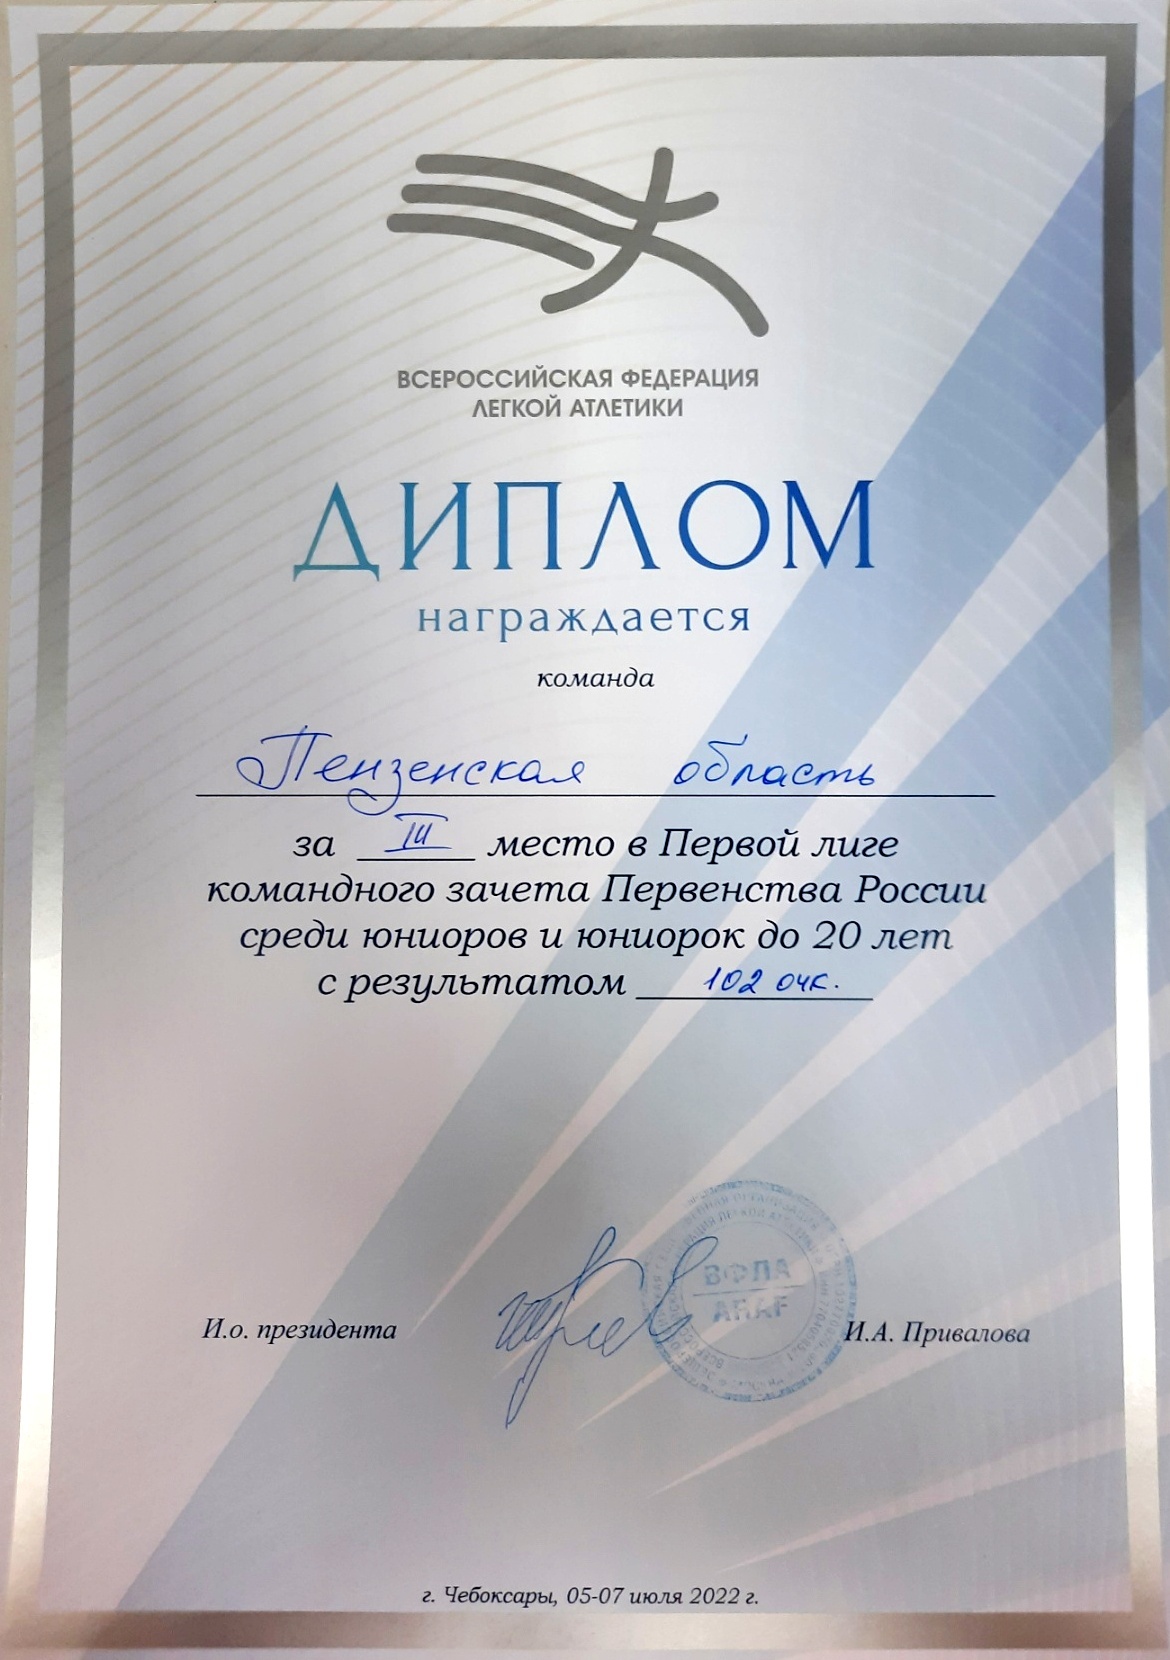 ВСЕРОССИЙСКАЯ ФЕДЕРАЦИЯ
ЛЕГКОЙ АТЛЕТИКИ
ДИПЛОМ
награждается
команда
Пензенская область
за III место в Первой лиге
командного зачета Первенства России
среди юниоров и юниорок до 20 лет
с результатом 102 очк.
ВФЛА
ARAF
И.о. президента И.А. Привалова
г. Чебоксары, 05-07 июля 2022 г.